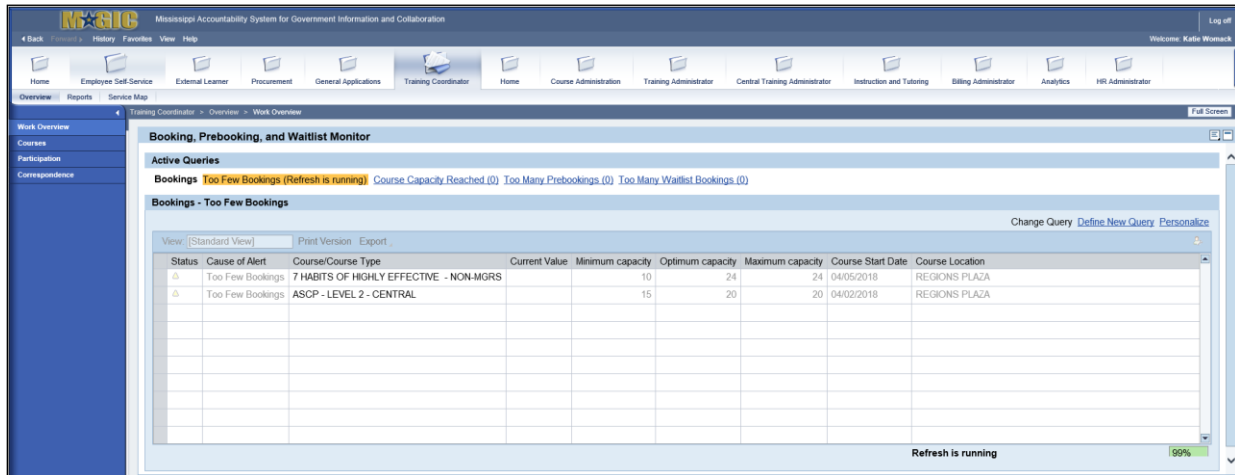 MAGIC Mississippi Accountability System for Government Information and Collaboration Log off
Back Forward History Favorites View Help Welcome: Katie Womack
Home Employee Self-Service External Learner Procurement General Applications Training Coordinator Home Course Administration Training Administrator Central Training Administrator Instruction and Tutoring Billing Administrator Analytics HR Administrator
Overview Reports Service Map
Training Coordinator > Overview > Work Overview Full Screen
Work Overview
Courses
Participation
Correspondence
Booking, Prebooking, and Waitlist Monitor
Active Queries
Bookings Too Few Bookings (Refresh is running) Course Capacity Reached (0) Too Many Prebookings (0) Too Many Waitlist Bookings (0)
Bookings - Too Few Bookings
Change Query Define New Query Personalize
View: [Standard View] Print Version Export
Status Cause of Alert Course/Course Type Current Value Minimum capacity Optimum capacity Maximum capacity Course Start Date Course Location
Too Few Bookings 7 HABITS OF HIGHLY EFFECTIVE - NON-MGRS 10 24 24 04/05/2018 REGIONS PLAZA
Too Few Bookings ASCP - LEVEL 2 - CENTRAL 15 20 20 04/02/2018 REGIONS PLAZA
Refresh is running 99%